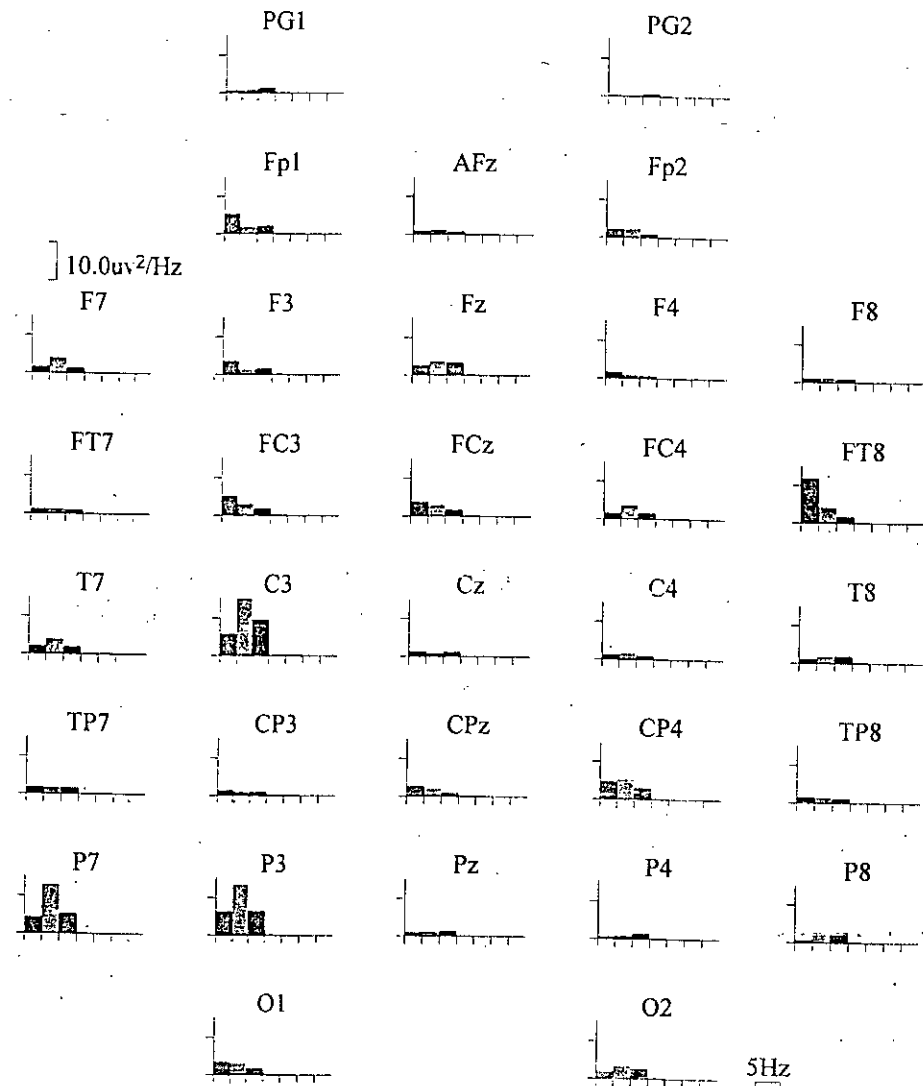 PG1 PG2
Fp1 AFz Fp2
10.0uv²/Hz
F7 F3 Fz F4 F8
FT7 FC3 FCz FC4 FT8
T7 C3 Cz C4 T8
TP7 CP3 CPz CP4 TP8
P7 P3 Pz P4 P8
O1 O2
5Hz